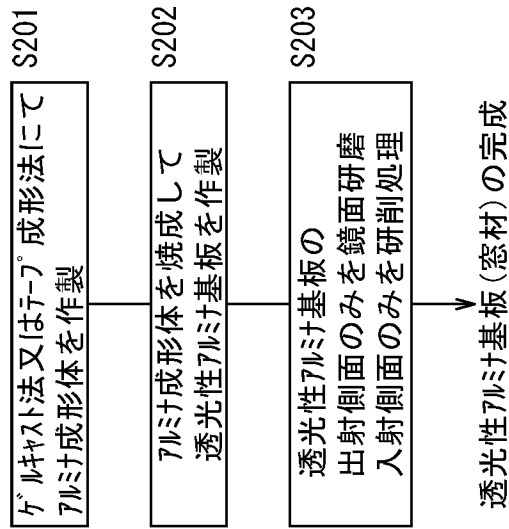 S201
ｹﾞﾙｷｬｽﾄ法又はﾃｰﾌﾟ成形法にて
ｱﾙﾐﾅ成形体を作製
S202
ｱﾙﾐﾅ成形体を焼成して
透光性ｱﾙﾐﾅ基板を作製
S203
透光性ｱﾙﾐﾅ基板の
出射側面のみを鏡面研磨
入射側面のみを研削処理
透光性ｱﾙﾐﾅ基板(窓材)の完成